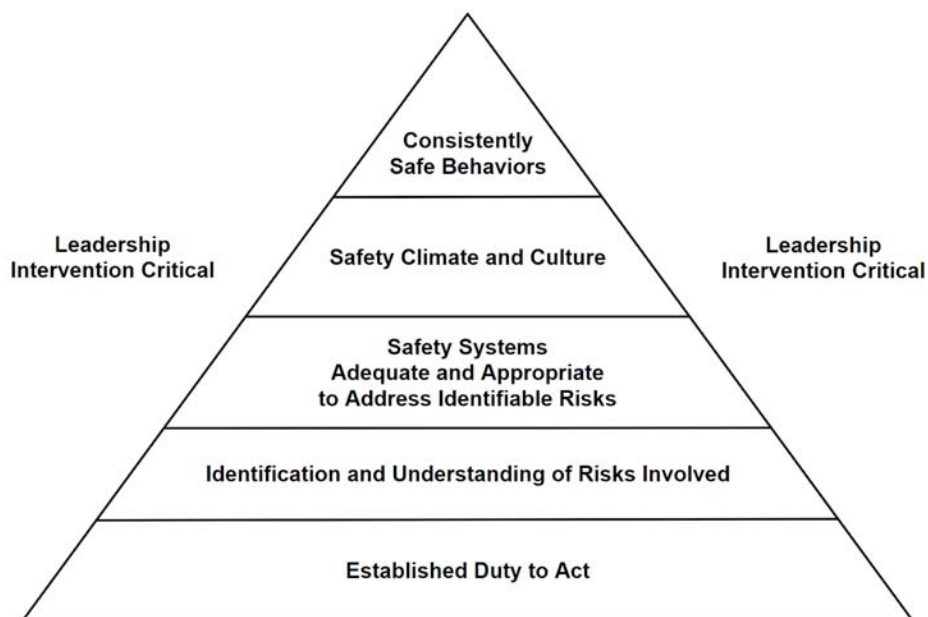 Consistently
Safe Behaviors
Leadership
Intervention Critical
Safety Climate and Culture
Leadership
Intervention Critical
Safety Systems
Adequate and Appropriate
to Address Identifiable Risks
Identification and Understanding of Risks Involved
Established Duty to Act